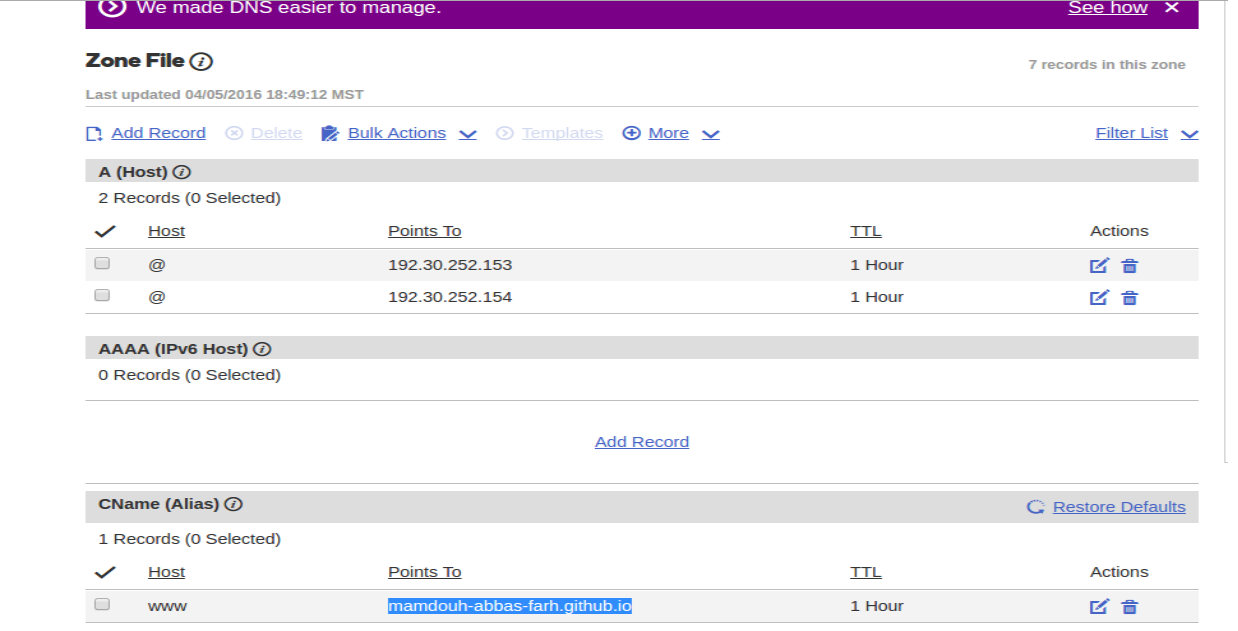 We made DNS easier to manage. See how
Zone File
7 records in this zone
Last updated 04/05/2016 18:49:12 MST
Add Record Delete Bulk Actions Templates More Filter List
A (Host)
2 Records (0 Selected)
Host Points To TTL Actions
@ 192.30.252.153 1 Hour
@ 192.30.252.154 1 Hour
AAAA (IPv6 Host)
0 Records (0 Selected)
Add Record
CName (Alias) Restore Defaults
1 Records (0 Selected)
Host Points To TTL Actions
www mamdouh-abbas-farh.github.io 1 Hour